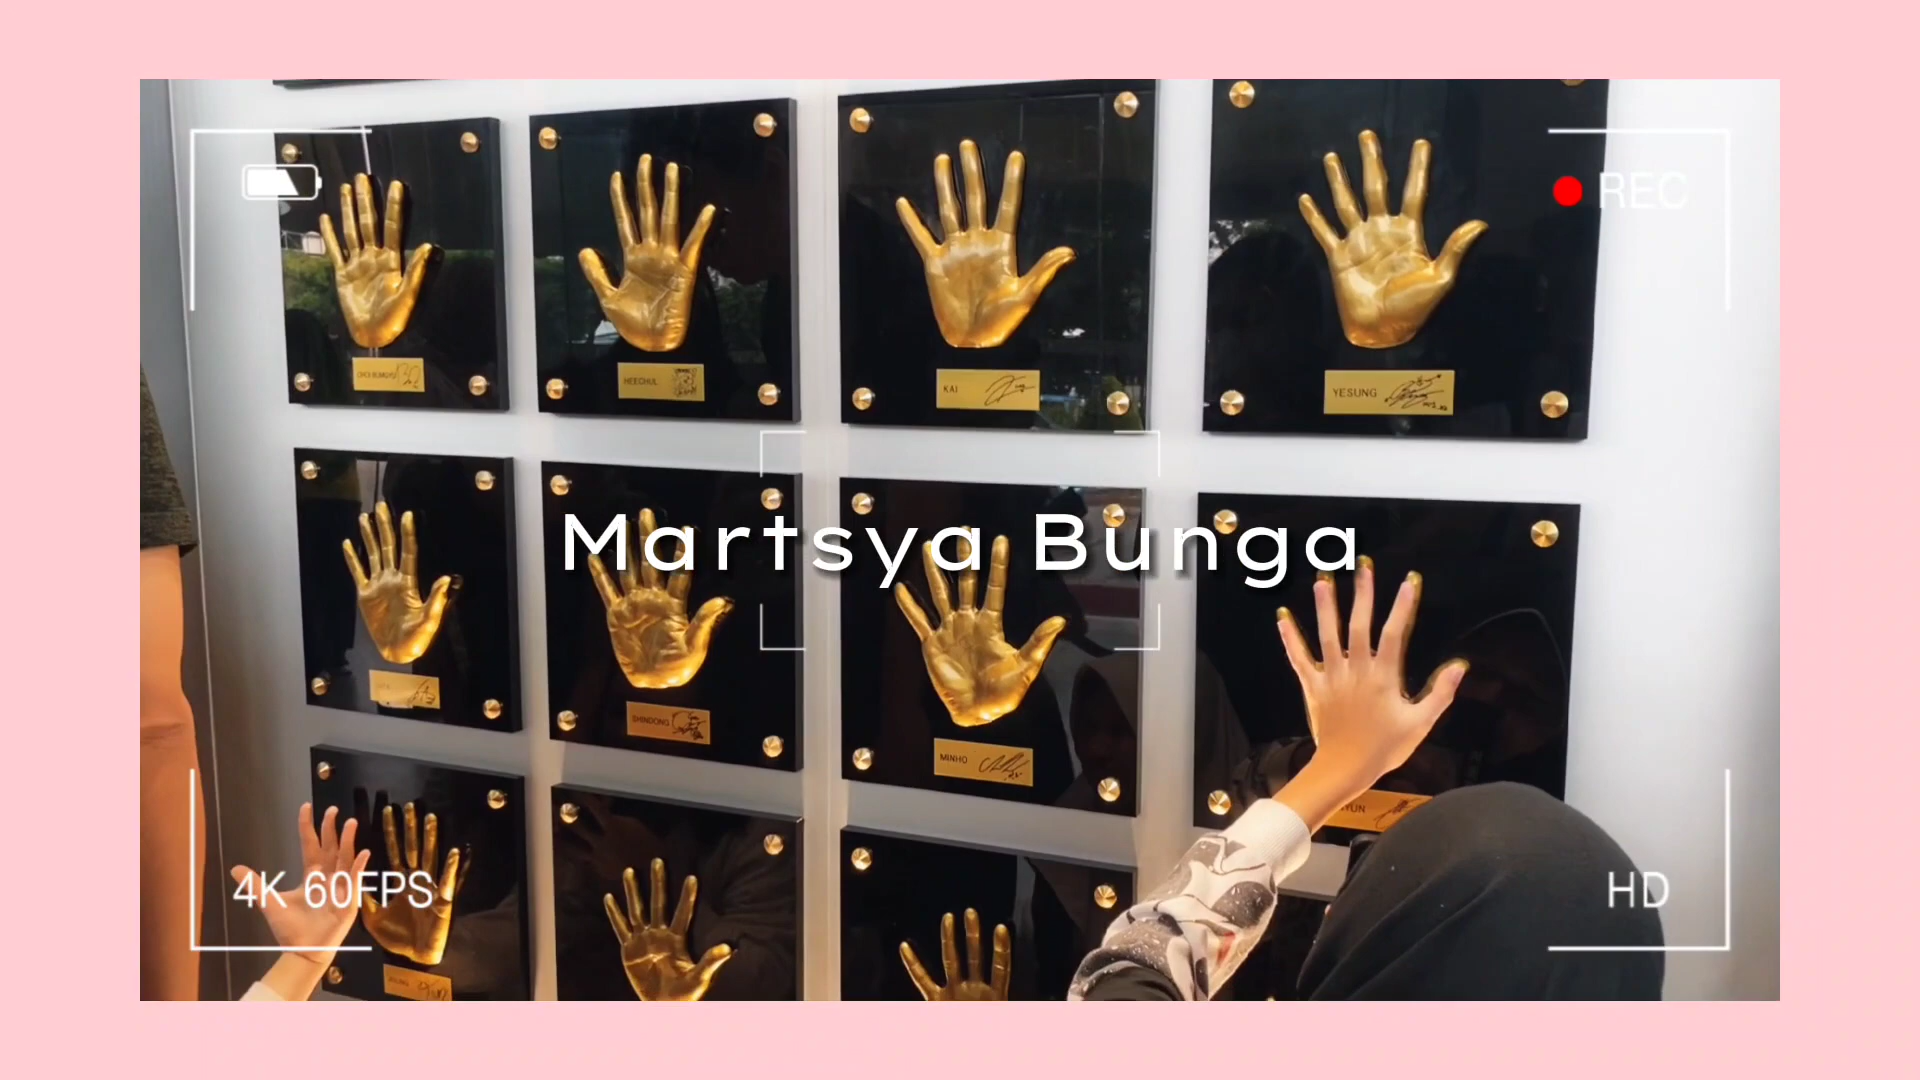 REC
HEECHUL
KAI
YESUNG
Martsya Bunga
SHINDONG
MINHO
4K 60FPS
HD